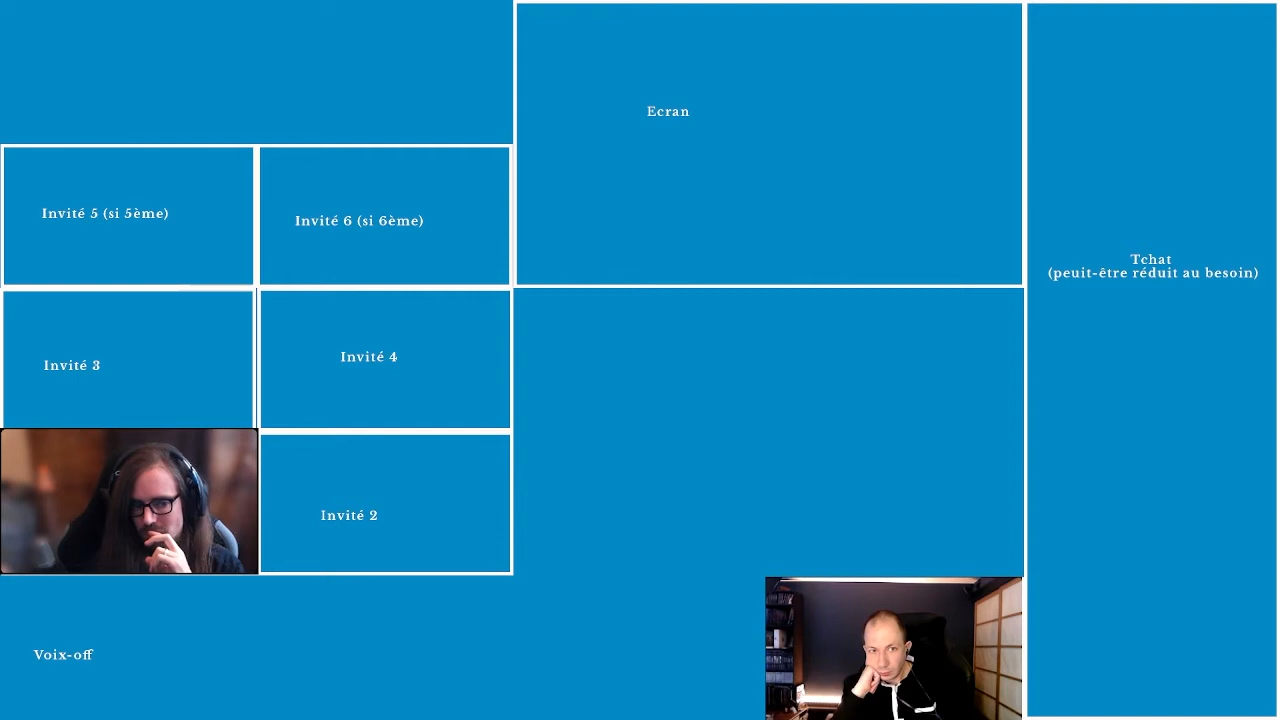 Ecran
Invité 5 (si 5ème)
Invité 6 (si 6ème)
Tchat
(peuit-être réduit au besoin)
Invité 3
Invité 4
Invité 2
Voix-off